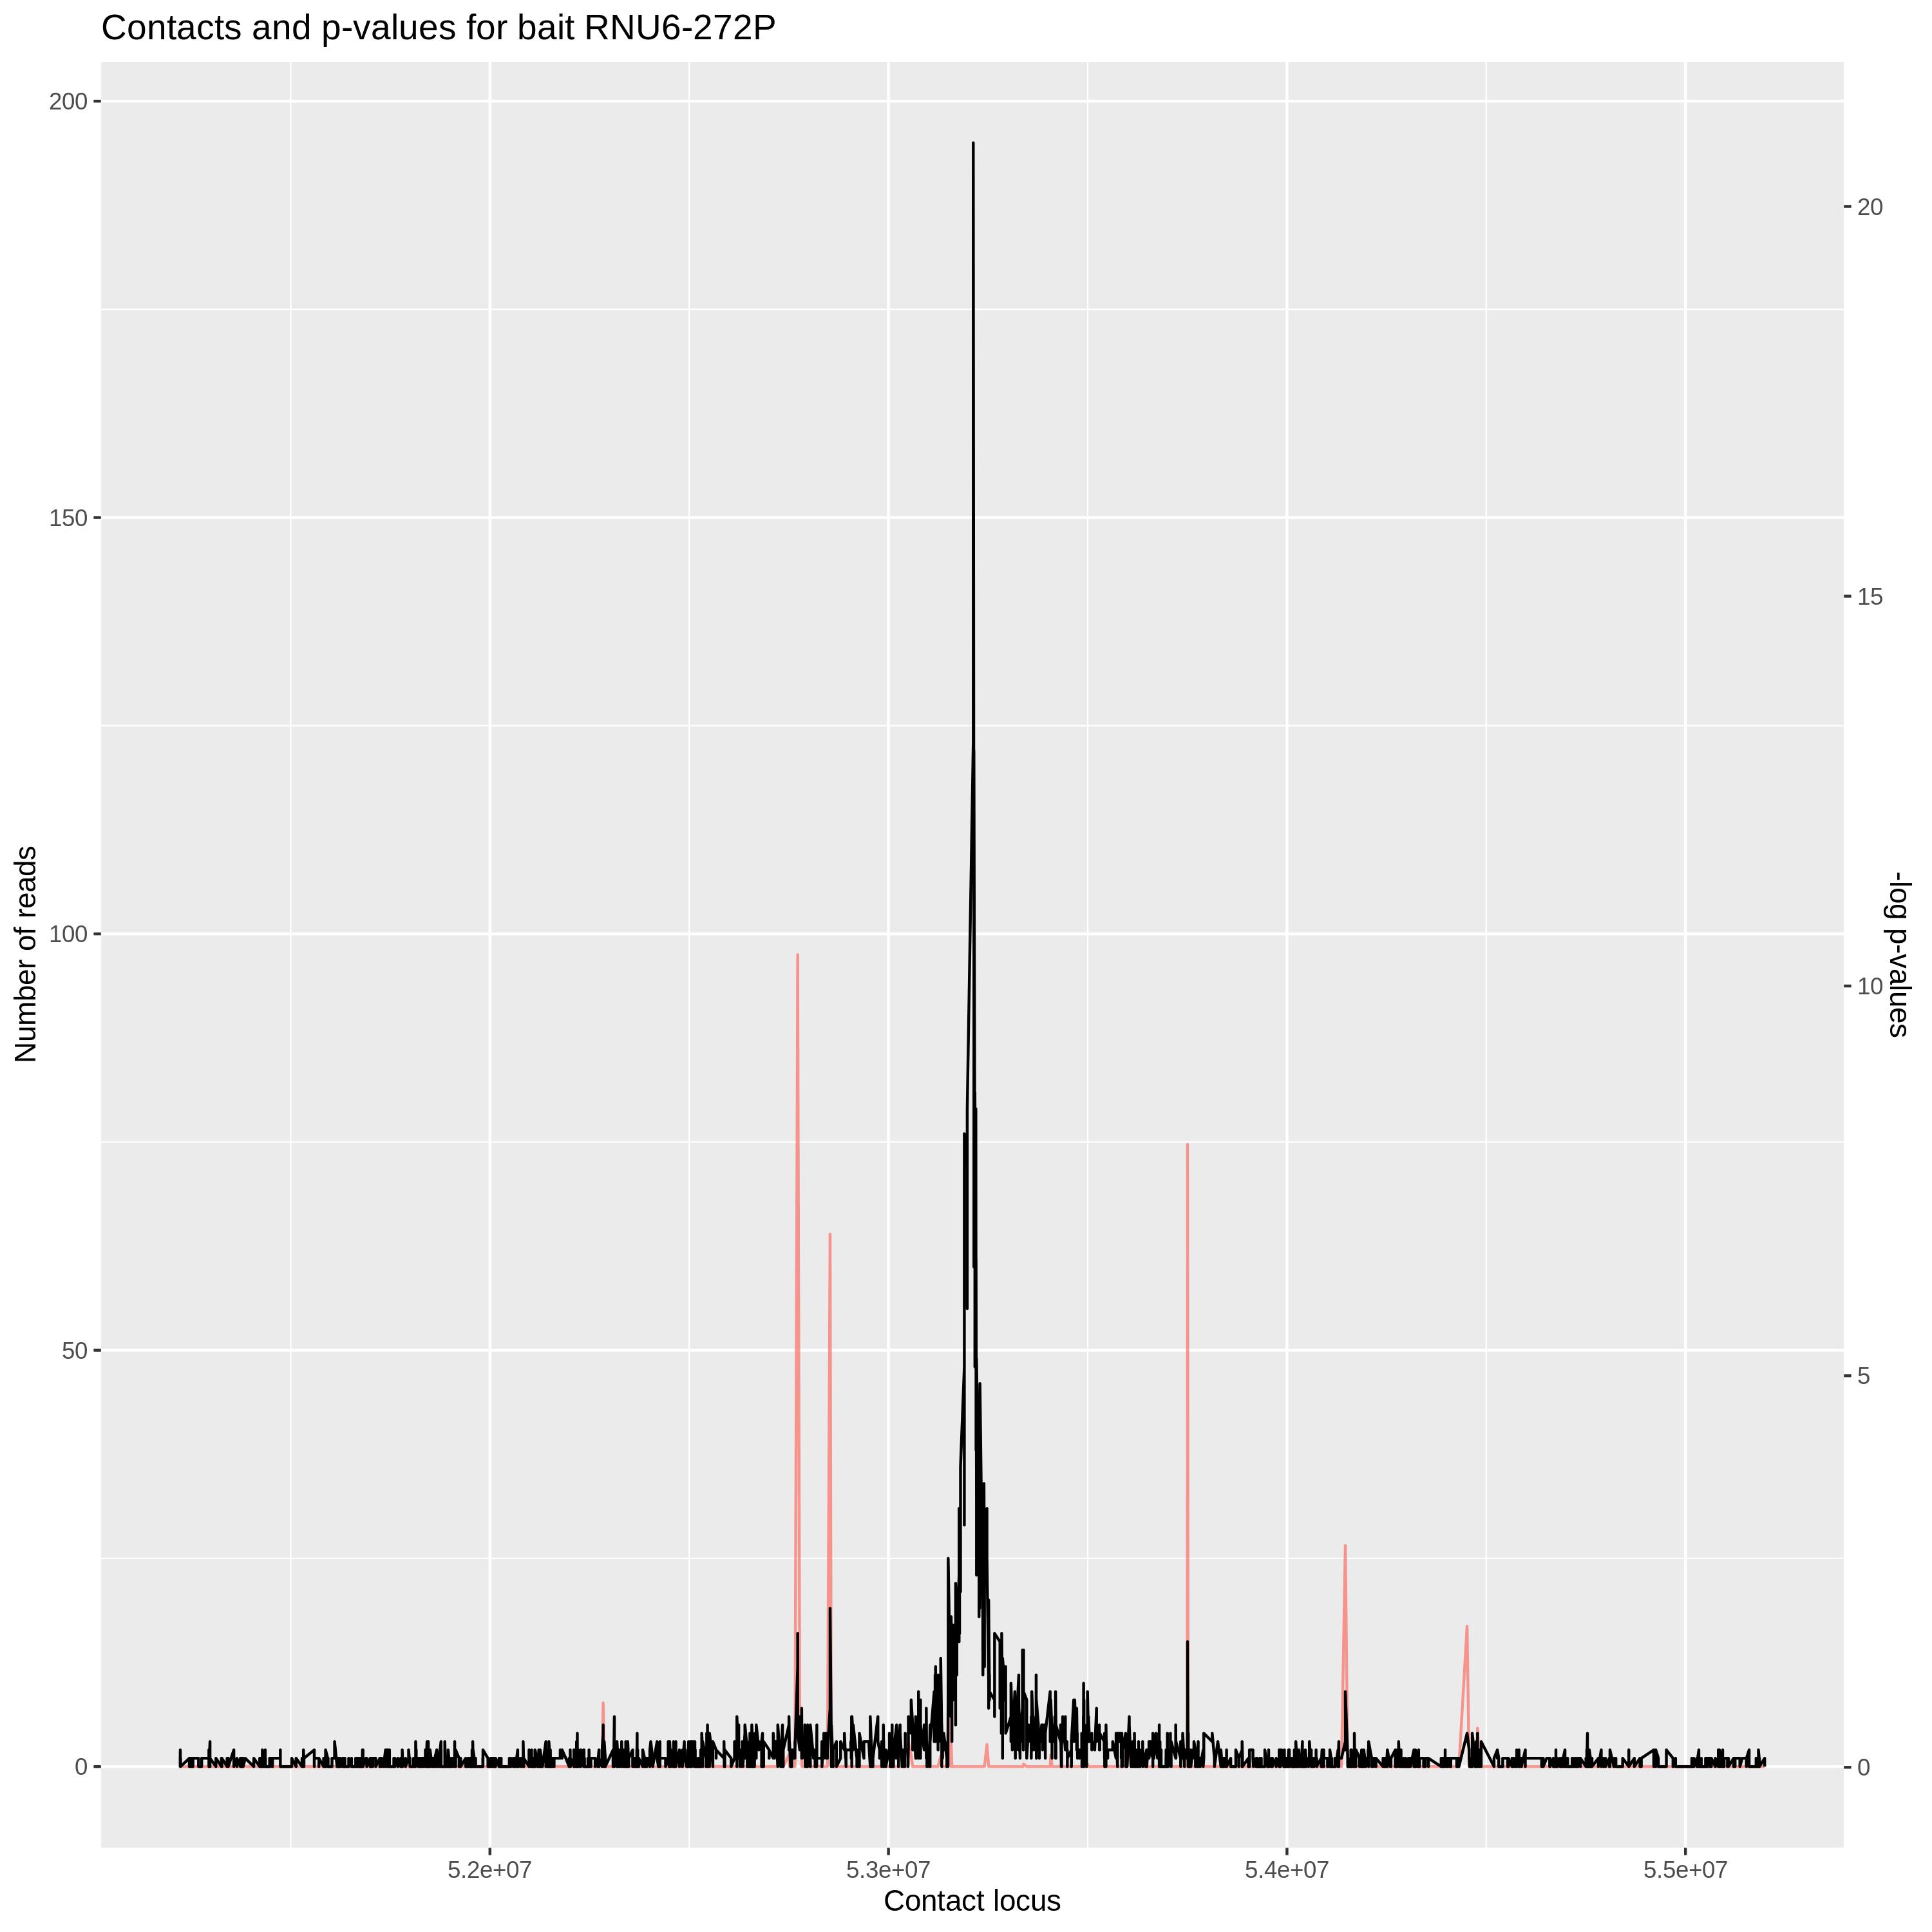 Contacts and p-values for bait RNU6-272P
200
150
100
50
0
Number of reads
20
15
10
5
0
-log p-values
5.2e+07
5.3e+07
5.4e+07
5.5e+07
Contact locus